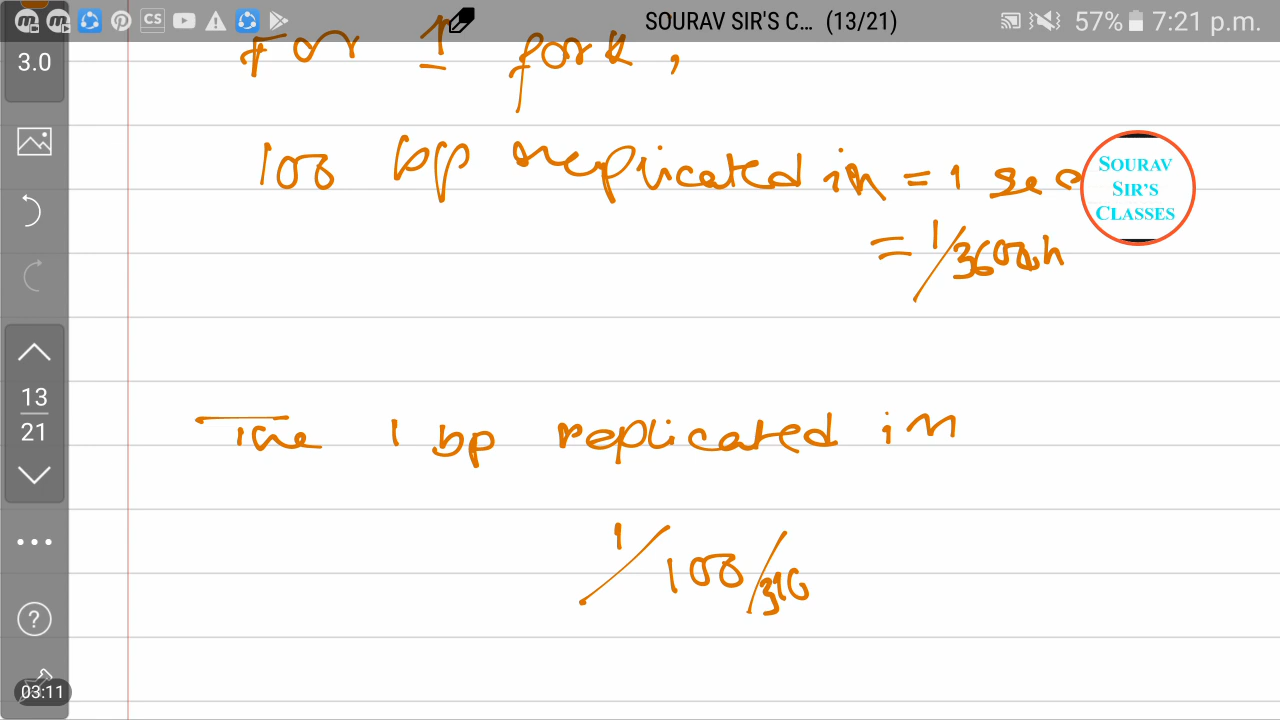 SOURAV SIR'S C... (13/21) 57% 7:21 p.m.
CS
3.0
For 1 fork,
100 bp replicated in = 1 sec
= 1/3600 h
SOURAV
SIR'S
CLASSES
13
21
The 1 bp replicated in
1/100/
?
03:11